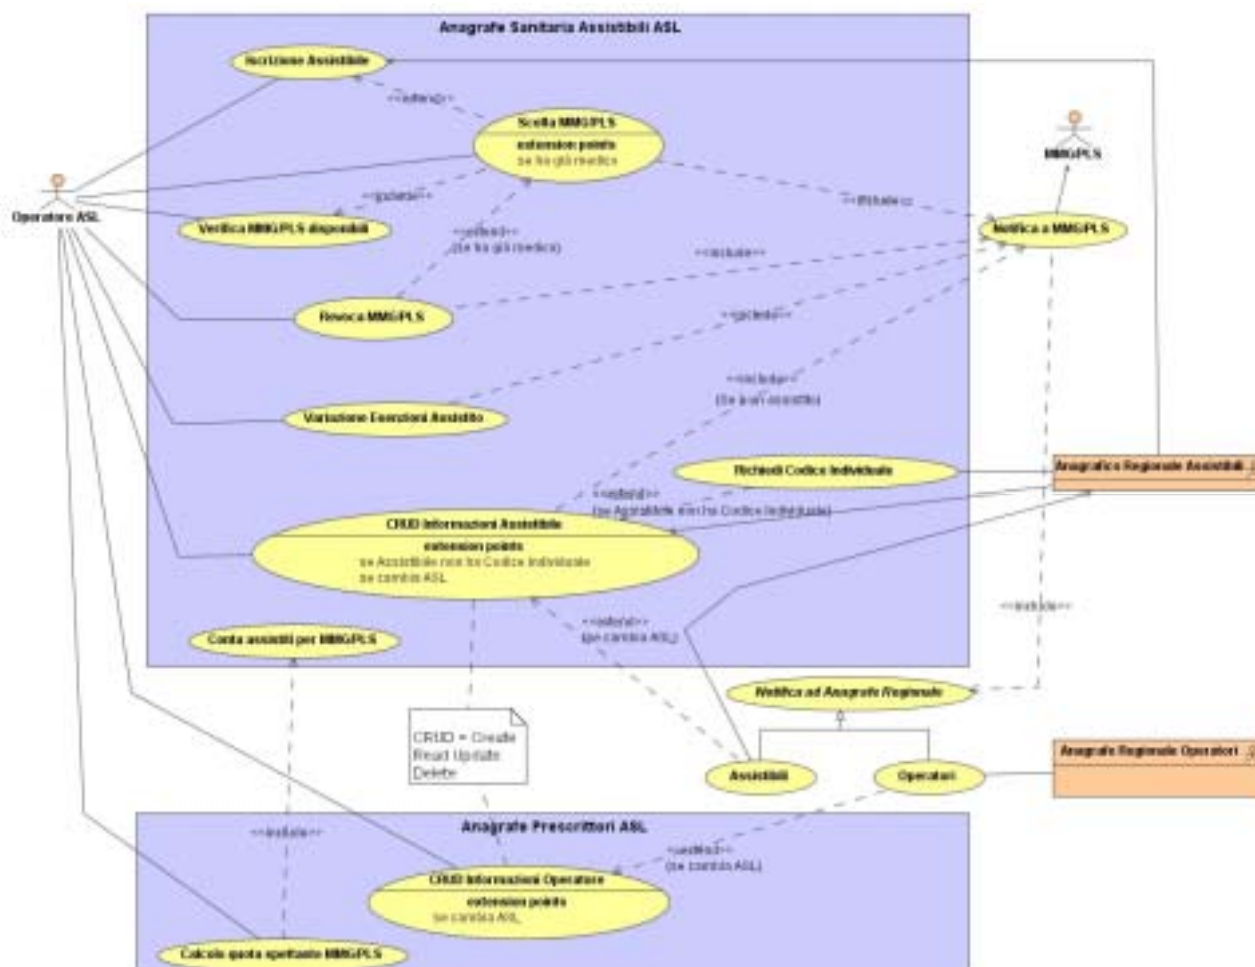 Anagrafe Sanitaria Assistibili ASL
Iscrizione Assistibile
<<extend>>
Scelta MMG/PLS
extension points
se ha già medico
MMG/PLS
<<include>>
<<include>>
Operatore ASL
Verifica MMG/PLS disponibili
<<extend>>
(se ha già medico)
Notifica a MMG/PLS
<<include>>
Revoca MMG/PLS
<<include>>
<<include>>
Variazione Esenzioni Assistito
Richiedi Codice Individuale
Anagrafica Regionale Assistibili
<<extend>>
(se Assistibile non ha Codice Individuale)
CRUD Informazioni Assistibile
extension points
se Assistibile non ha Codice Individuale
se cambia ASL
<<include>>
<<extend>>
(se cambia ASL)
Conta assistiti per MMG/PLS
Notifica ad Anagrafe Regionale
CRUD = Create
Read Update
Delete
Anagrafe Regionale Operatori
Assistibili
Operatori
Anagrafe Prescrittori ASL
<<include>>
<<extend>>
(se cambia ASL)
CRUD Informazioni Operatore
extension points
se cambia ASL
Calcolo quota spettante MMG/PLS